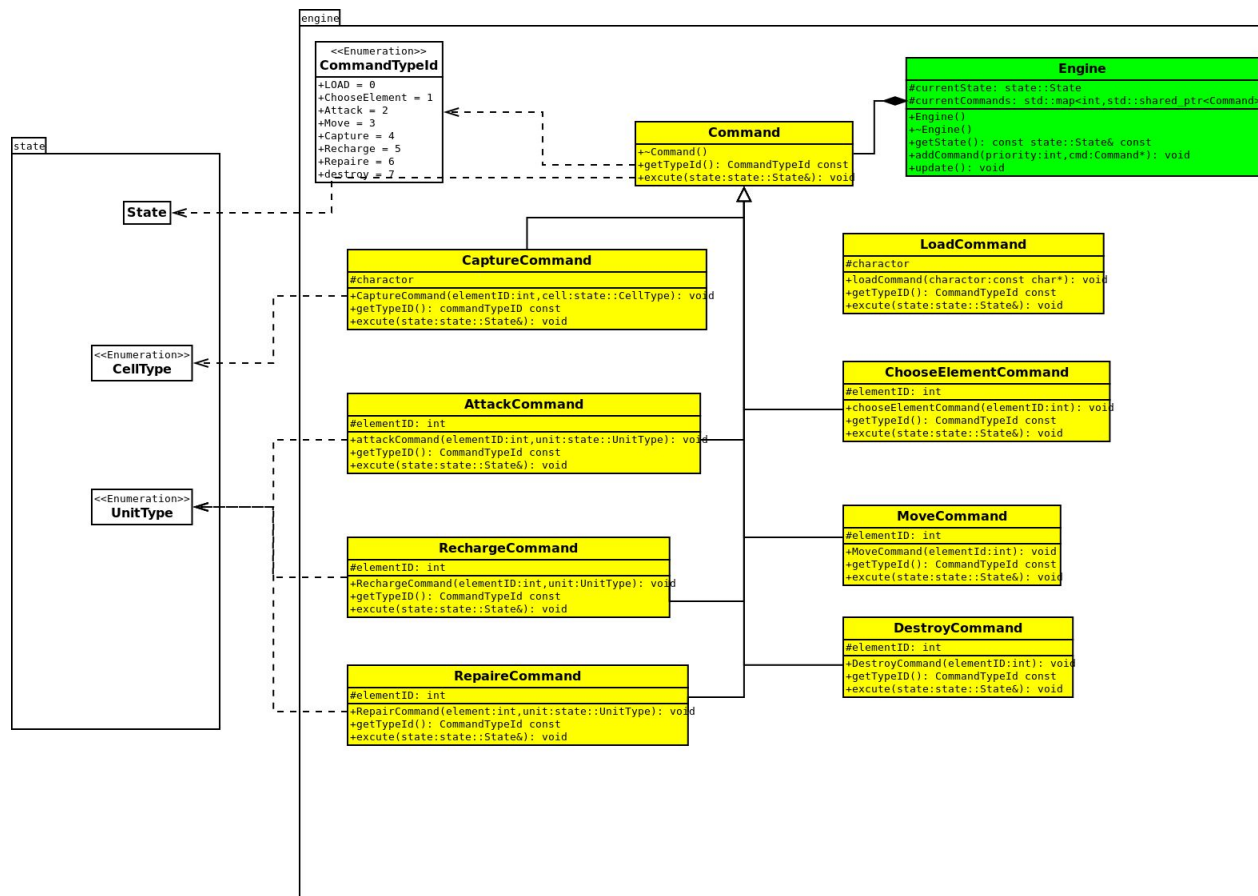 engine
<<Enumeration>>
CommandTypeId
+LOAD = 0
+ChooseElement = 1
+Attack = 2
+Move = 3
+Capture = 4
+Recharge = 5
+Repaire = 6
+destroy = 7
Engine
#currentState: state::State
#currentCommands: std::map<int,std::shared_ptr<Command>
+Engine()
+~Engine()
+getState(): const state::State& const
+addCommand(priority:int,cmd:Command*): void
+update(): void
Command
+~Command()
+getTypeId(): CommandTypeId const
+excute(state:state::State&): void
state
State
<<Enumeration>>
CellType
<<Enumeration>>
UnitType
CaptureCommand
#charactor
+CaptureCommand(elementID:int,cell:state::CellType): void
+getTypeID(): commandTypeID const
+excute(state:state::State&): void
LoadCommand
#charactor
+loadCommand(charactor:const char*): void
+getTypeID(): CommandTypeId const
+excute(state:state::State&): void
AttackCommand
#elementID: int
+attackCommand(elementID:int,unit:state::UnitType): void
+getTypeID(): CommandTypeId const
+excute(state:state::State&): void
ChooseElementCommand
#elementID: int
+chooseElementCommand(elementID:int): void
+getTypeId(): CommandTypeId const
+excute(state:state::State&): void
RechargeCommand
#elementID: int
+RechargeCommand(elementID:int,unit:UnitType): void
+getTypeID(): CommandTypeId const
+excute(state:state::State&): void
MoveCommand
#elementID: int
+MoveCommand(elementId:int): void
+getTypeId(): CommandTypeId const
+excute(state:state::State&): void
RepaireCommand
#elementID: int
+RepairCommand(element:int,unit:state::UnitType): void
+getTypeId(): CommandTypeId const
+excute(state:state::State&): void
DestroyCommand
#elementID: int
+DestroyCommand(elementID:int): void
+getTypeID(): CommandTypeId const
+excute(state:state::State&): void